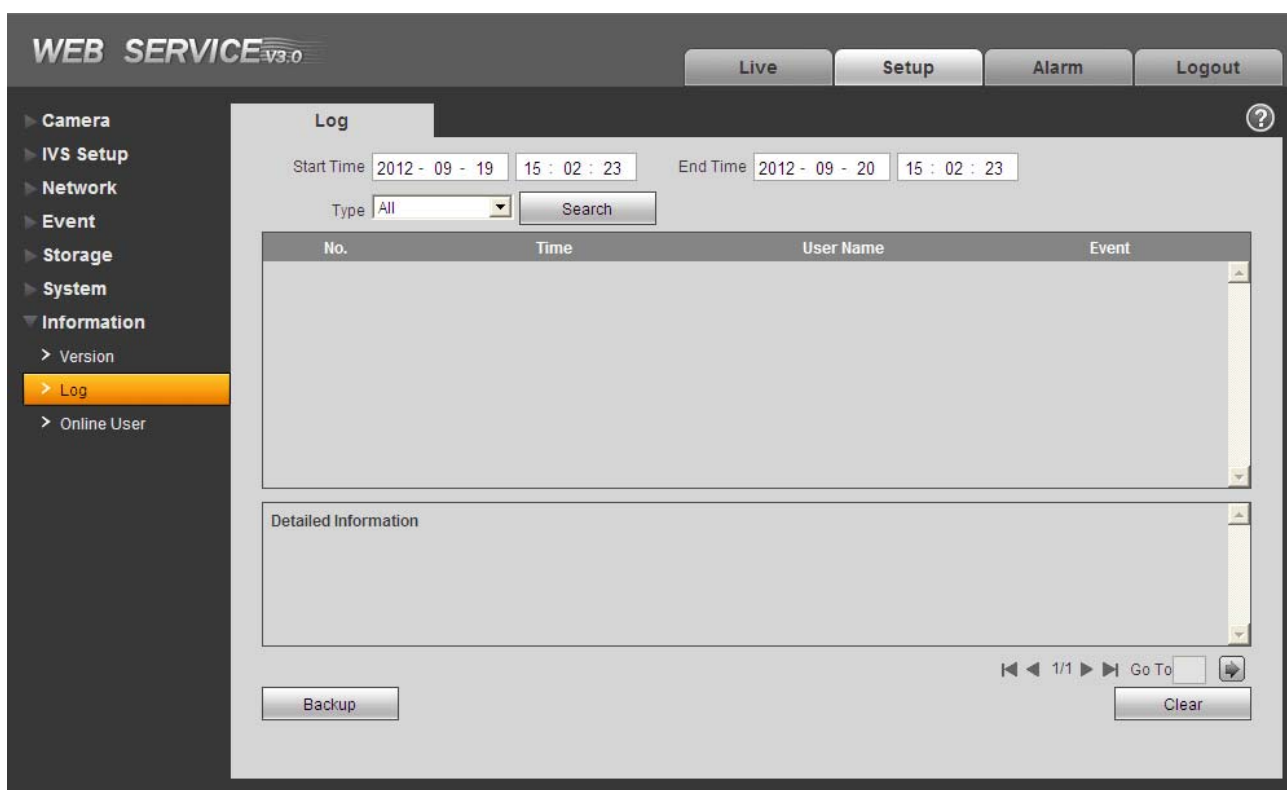 WEB SERVICE V3.0
Live Setup Alarm Logout
Camera
IVS Setup
Network
Event
Storage
System
Information
> Version
> Log
> Online User
Log
?
Start Time 2012 - 09 - 19 15 : 02 : 23 End Time 2012 - 09 - 20 15 : 02 : 23
Type All Search
No. Time User Name Event
Detailed Information
1/1 Go To
Backup Clear